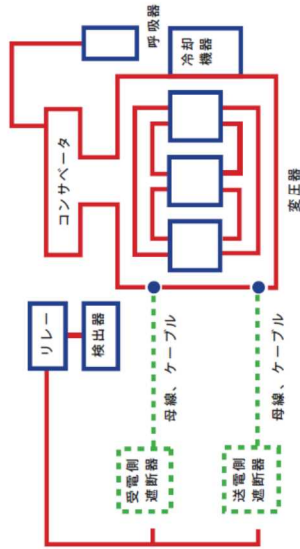 呼吸器
冷却
機器
コンサベータ
変圧器
リレー
検出器
母線、ケーブル
母線、ケーブル
受電側
遮断器
送電側
遮断器